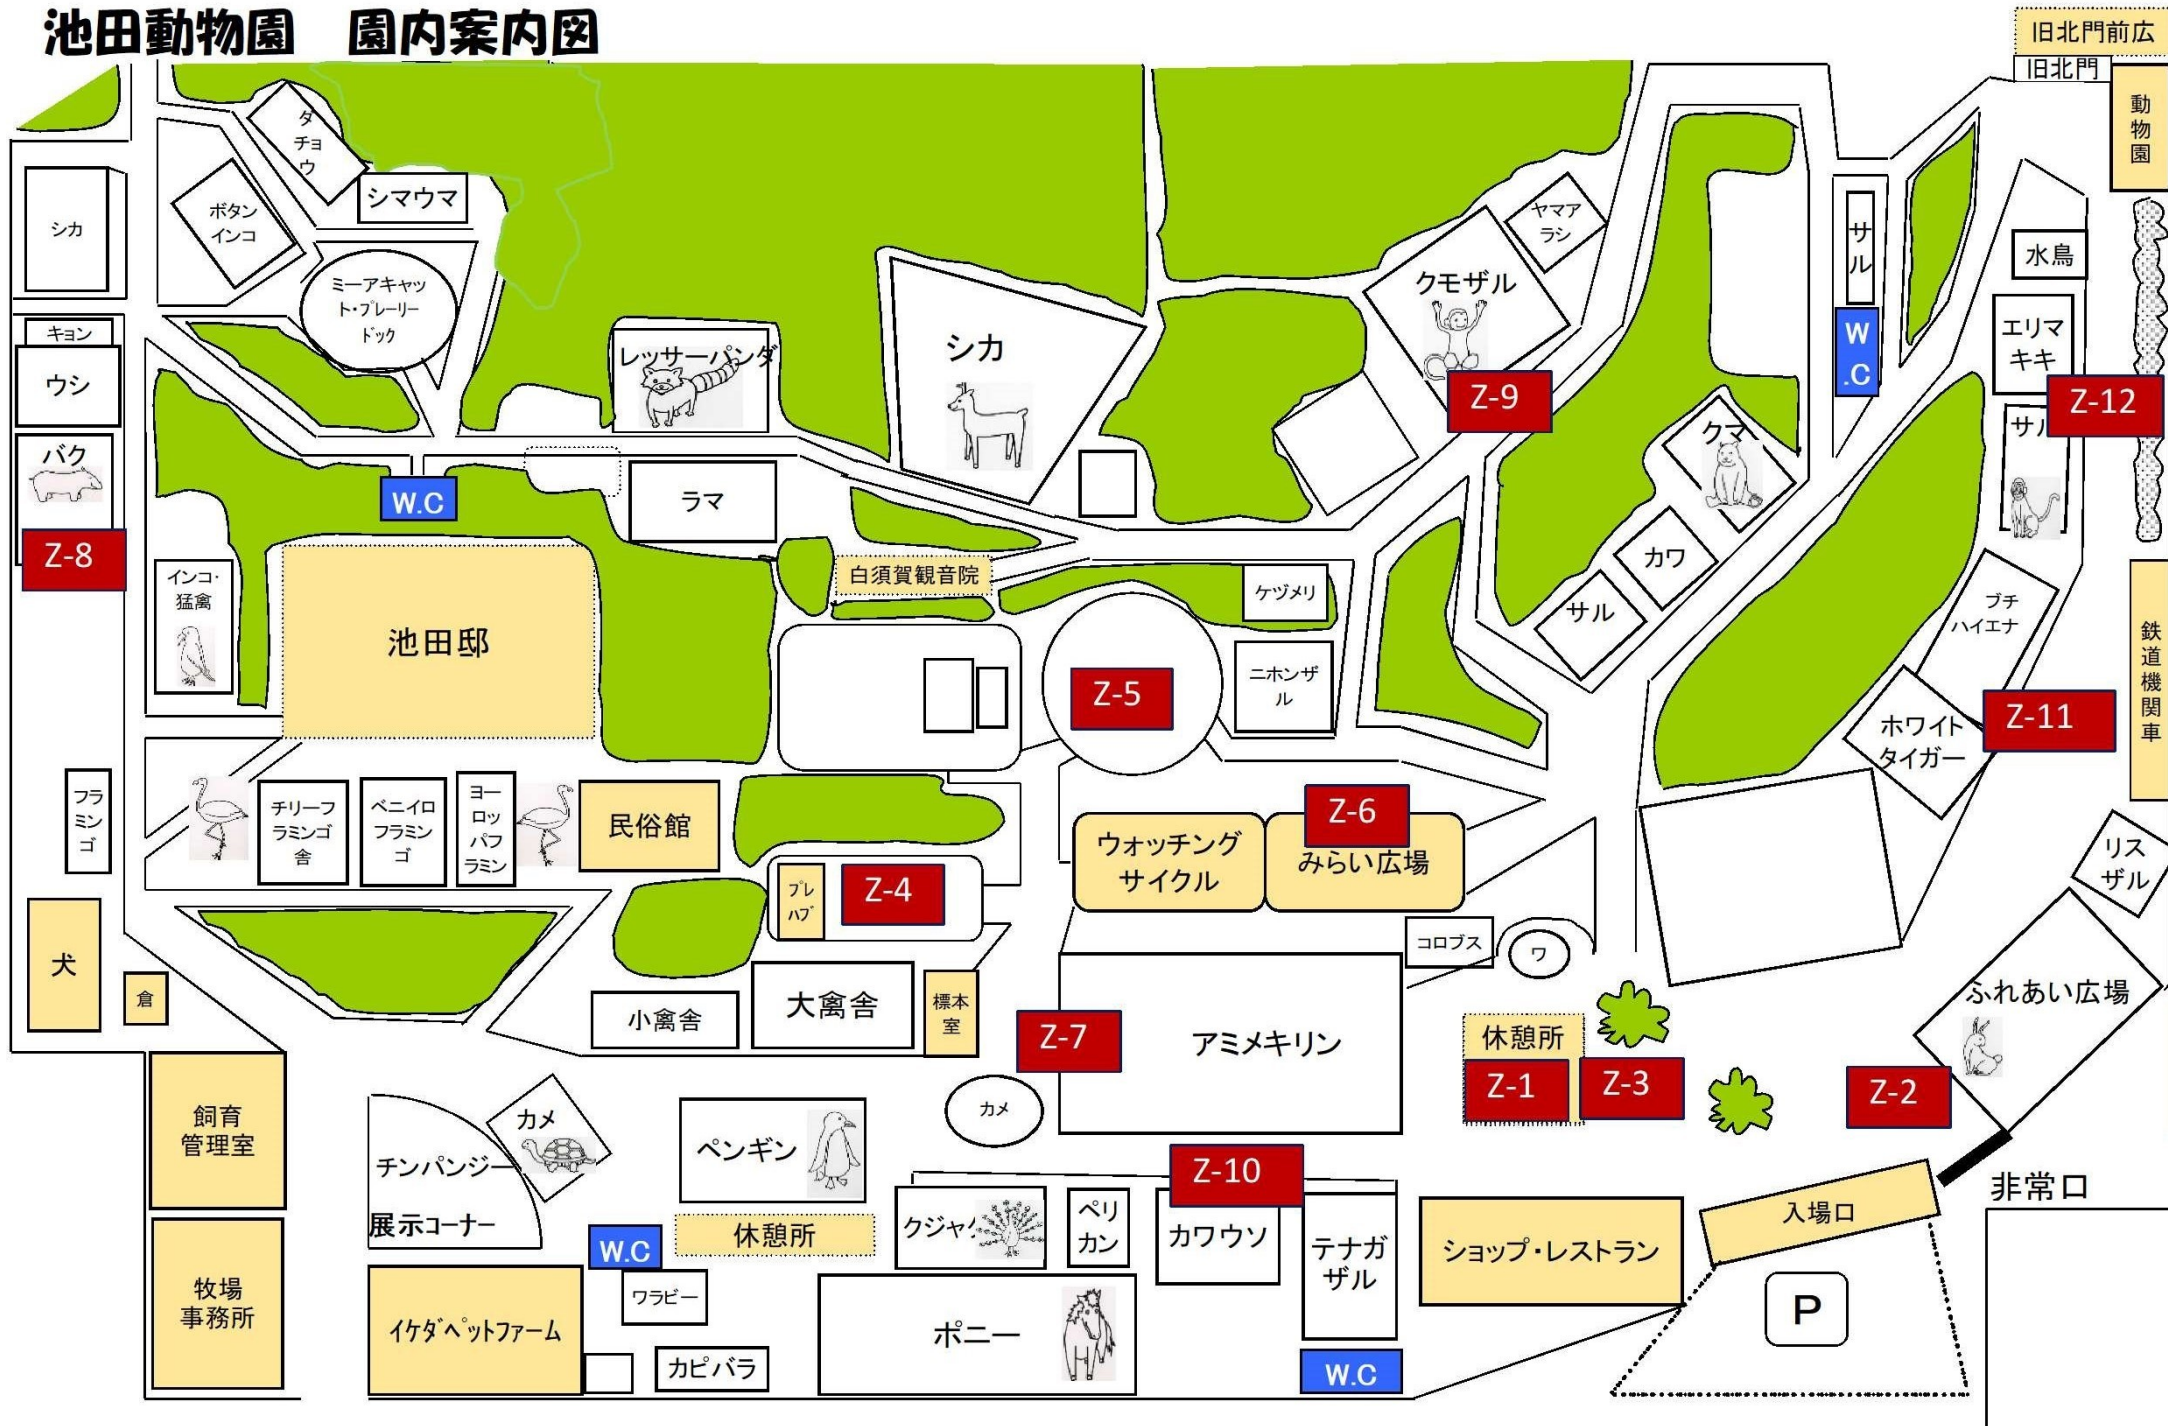 池田動物園　園内案内図
旧北門前広
旧北門
動
物
園
ダ
チョ
ウ
シマウマ
ボタン
インコ
シカ
ミーアキャッ
ト・プレーリー
ドック
キョン
ウシ
バク
Z-8
レッサーパンダ
シカ
クモザル
ヤマア
ラシ
Z-9
サ
ル
W
.C
水鳥
エリマ
キキ
Z-12
サル
クマ
カワ
サル
ブチ
ハイエナ
鉄
道
機
関
車
W.C
ラマ
白須賀観音院
ケヅメリ
ニホンザ
ル
Z-5
インコ・
猛禽
池田邸
ホワイト
タイガー
Z-11
フラ
ミン
ゴ
チリーフ
ラミンゴ
舎
ベニイロ
フラミン
ゴ
ヨー
ロッ
パフ
ラミン
民俗館
プレ
ハブ
Z-4
ウォッチング
サイクル
Z-6
みらい広場
リス
ザル
コロブス
ワ
ふれあい広場
犬
倉
小禽舎
大禽舎
標本
室
Z-7
アミメキリン
休憩所
Z-1
Z-3
Z-2
飼育
管理室
カメ
チンパンジー
展示コーナー
ペンギン
カメ
Z-10
非常口
入場口
W.C
休憩所
クジャク
ペリ
カン
カワウソ
テナガ
ザル
ショップ・レストラン
牧場
事務所
イケダペットファーム
ワラビー
カピバラ
ポニー
W.C
P